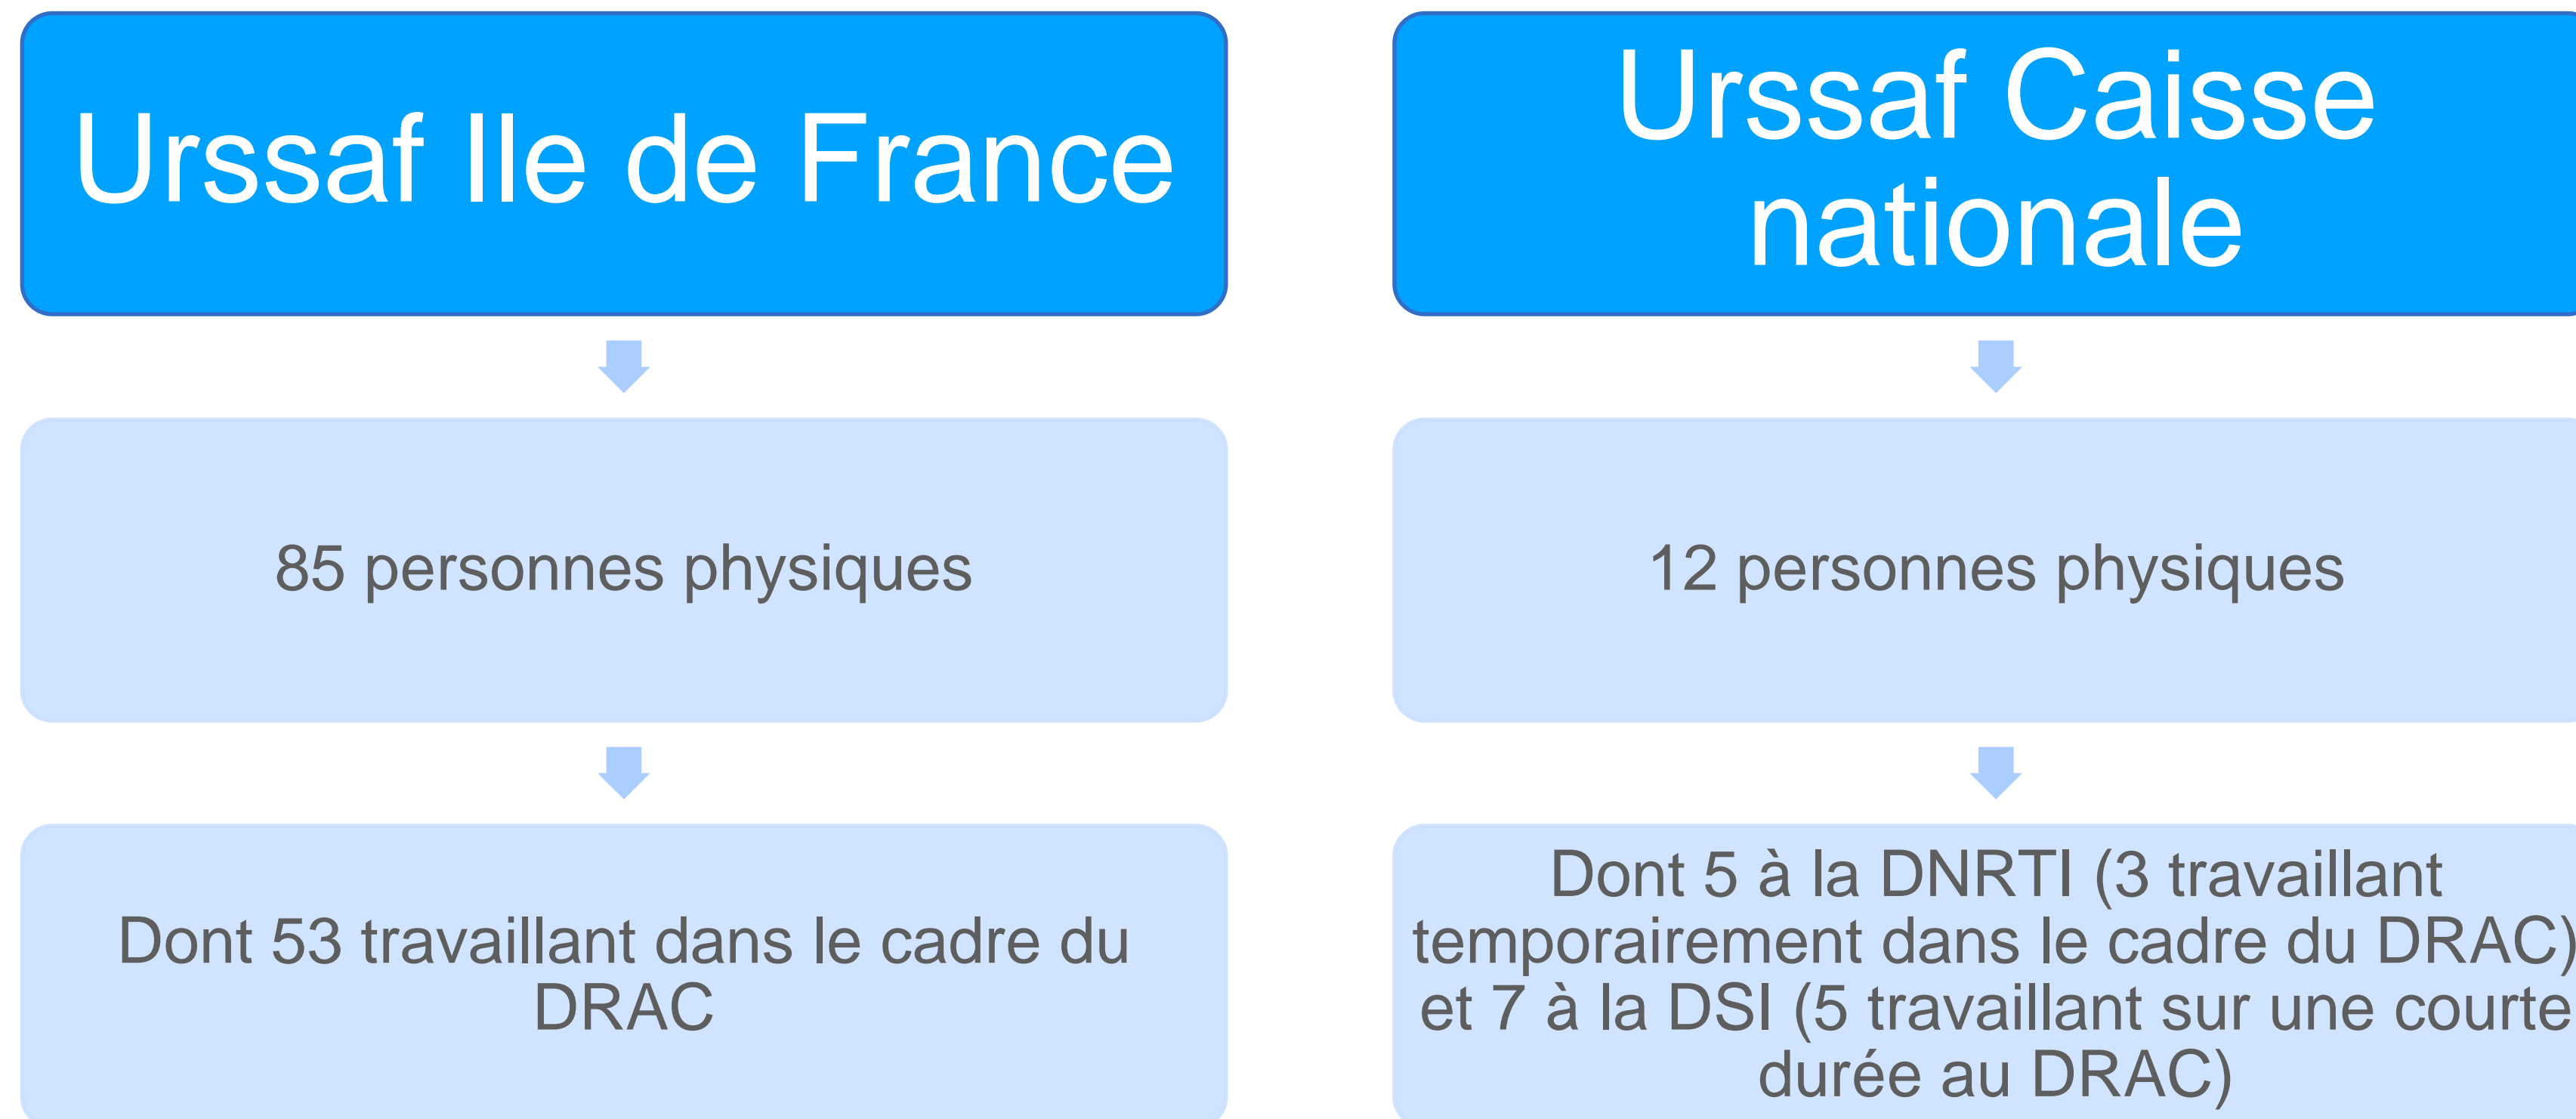 Urssaf Ile de France
85 personnes physiques
Dont 53 travaillant dans le cadre du
DRAC
Urssaf Caisse
nationale
12 personnes physiques
Dont 5 à la DNRTI (3 travaillant
temporairement dans le cadre du DRAC)
et 7 à la DSI (5 travaillant sur une courte
durée au DRAC)